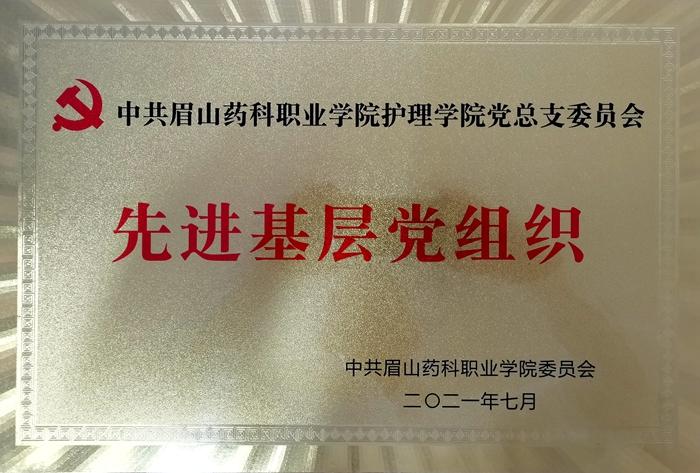 中共眉山药科职业学院护理学院党总支委员会
先进基层党组织
中共眉山药科职业学院委员会
二〇二一年七月